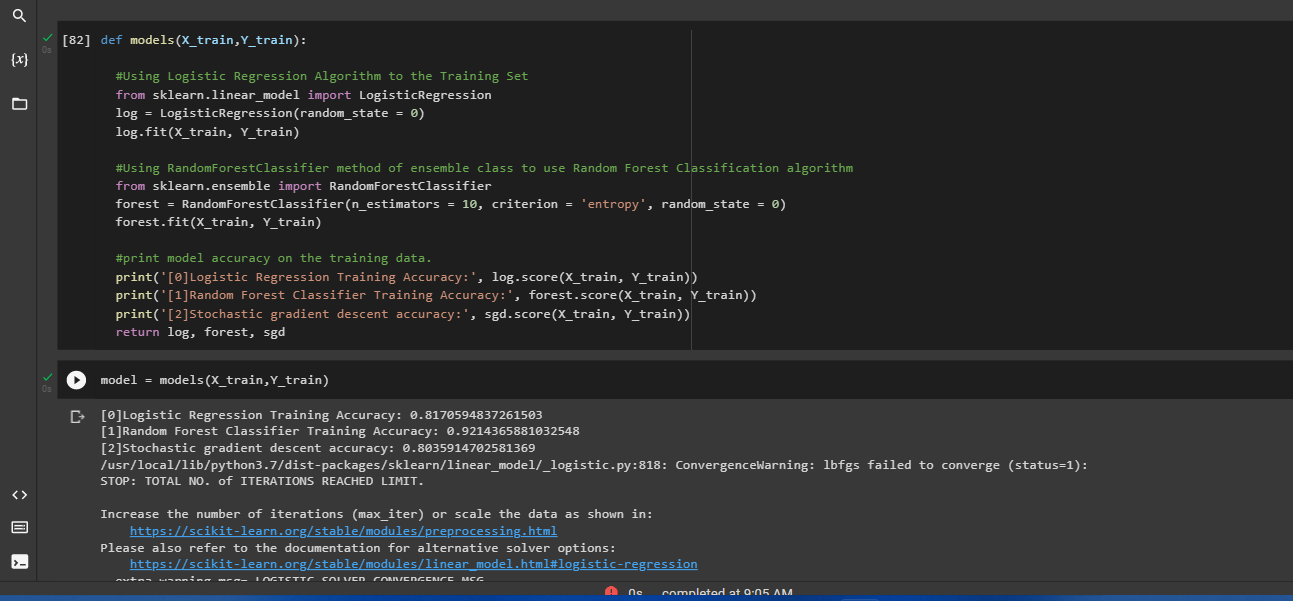 {x}
0s
[82] def models(X_train,Y_train):
#Using Logistic Regression Algorithm to the Training Set
from sklearn.linear_model import LogisticRegression
log = LogisticRegression(random_state = 0)
log.fit(X_train, Y_train)
#Using RandomForestClassifier method of ensemble class to use Random Forest Classification algorithm
from sklearn.ensemble import RandomForestClassifier
forest = RandomForestClassifier(n_estimators = 10, criterion = 'entropy', random_state = 0)
forest.fit(X_train, Y_train)
#print model accuracy on the training data.
print('[0]Logistic Regression Training Accuracy:', log.score(X_train, Y_train))
print('[1]Random Forest Classifier Training Accuracy:', forest.score(X_train, Y_train))
print('[2]Stochastic gradient descent accuracy:', sgd.score(X_train, Y_train))
return log, forest, sgd
0s
model = models(X_train,Y_train)
[0]Logistic Regression Training Accuracy: 0.8170594837261503
[1]Random Forest Classifier Training Accuracy: 0.9214365881032548
[2]Stochastic gradient descent accuracy: 0.8035914702581369
/usr/local/lib/python3.7/dist-packages/sklearn/linear_model/_logistic.py:818: ConvergenceWarning: lbfgs failed to converge (status=1):
STOP: TOTAL NO. of ITERATIONS REACHED LIMIT.
Increase the number of iterations (max_iter) or scale the data as shown in:
https://scikit-learn.org/stable/modules/preprocessing.html
Please also refer to the documentation for alternative solver options:
https://scikit-learn.org/stable/modules/linear_model.html#logistic-regression
extra_warning_msg=_LOGISTIC_SOLVER_CONVERGENCE_MSG
0s completed at 9:05 AM